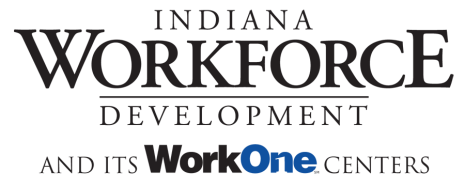 INDIANA
WORKFORCE
DEVELOPMENT
AND ITS WorkOne CENTERS